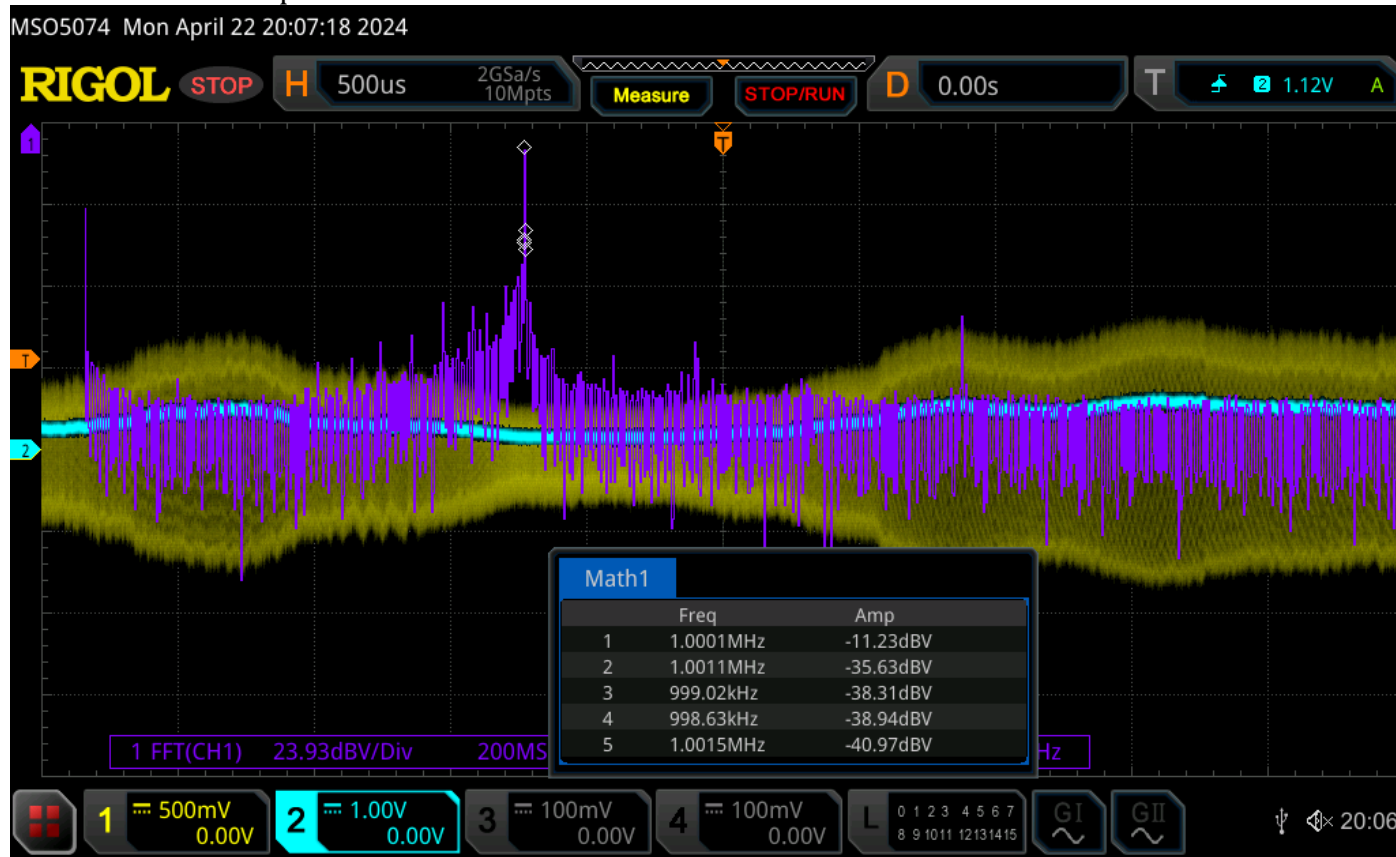 MSO5074 Mon April 22 20:07:18 2024
RIGOL STOP H 500us 2GSa/s 10Mpts Measure STOP/RUN D 0.00s T 2 1.12V A
1
T
T
2
Math1
Freq Amp
1 1.0001MHz -11.23dBV
2 1.0011MHz -35.63dBV
3 999.02kHz -38.31dBV
4 998.63kHz -38.94dBV
5 1.0015MHz -40.97dBV
1 FFT(CH1) 23.93dBV/Div 200MS Hz
1 500mV 0.00V 2 1.00V 0.00V 3 100mV 0.00V 4 100mV 0.00V L 0 1 2 3 4 5 6 7 GI GII 20:06
8 9 10 11 12 13 14 15